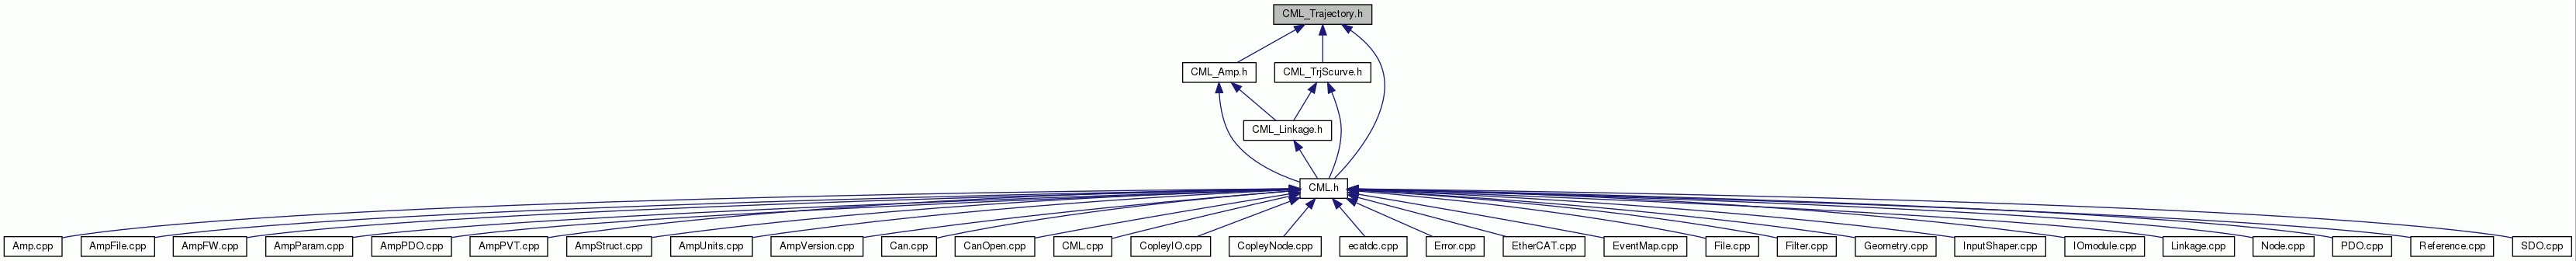 CML_Trajectory.h
CML_Amp.h
CML_TrjScurve.h
CML_Linkage.h
CML.h
Amp.cpp
AmpFile.cpp
AmpFW.cpp
AmpParam.cpp
AmpPDO.cpp
AmpPVT.cpp
AmpStruct.cpp
AmpUnits.cpp
AmpVersion.cpp
Can.cpp
CanOpen.cpp
CML.cpp
CopleyIO.cpp
CopleyNode.cpp
ecatdc.cpp
Error.cpp
EtherCAT.cpp
EventMap.cpp
File.cpp
Filter.cpp
Geometry.cpp
InputShaper.cpp
IOmodule.cpp
Linkage.cpp
Node.cpp
PDO.cpp
Reference.cpp
SDO.cpp